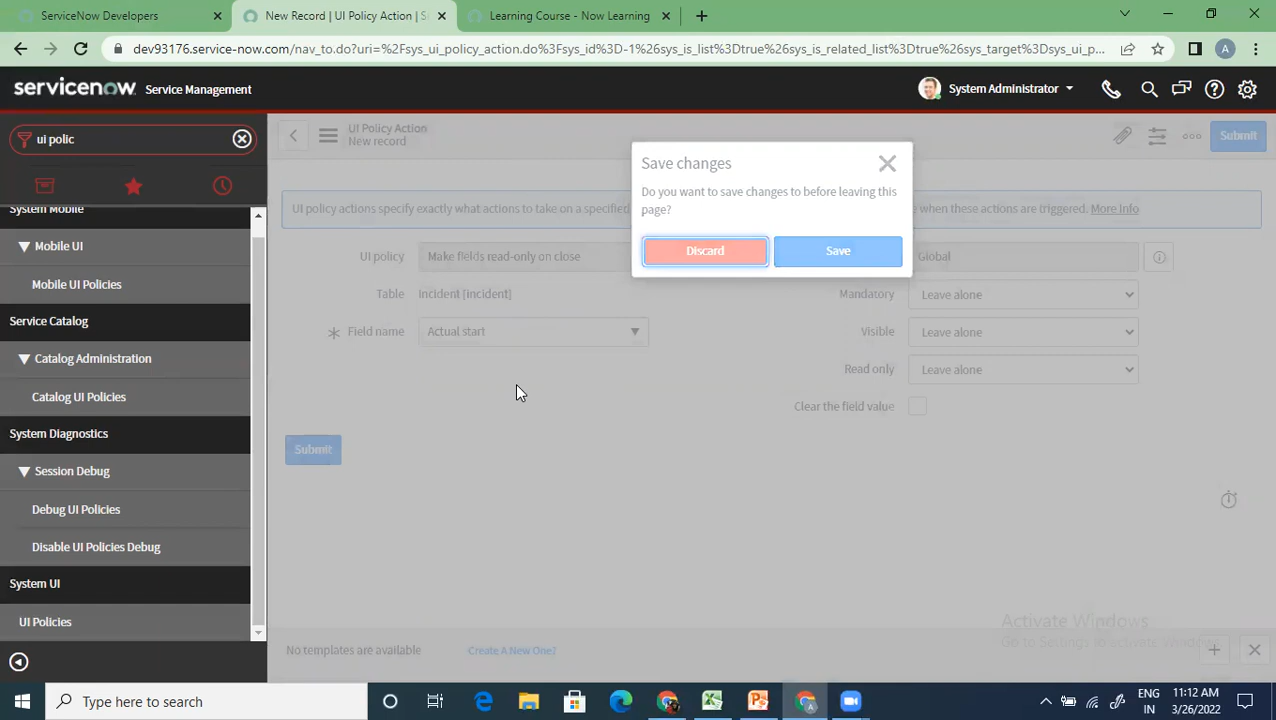 ServiceNow Developers
New Record | UI Policy Action | S
Learning Course - Now Learning
dev93176.service-now.com/nav_to.do?uri=%2Fsys_ui_policy_action.do%3Fsys_id%3D-1%26sys_is_list%3Dtrue%26sys_is_related_list%3Dtrue%26sys_target%3Dsys_ui_p...
A
servicenow Service Management
System Administrator
ui polic
UI Policy Action
New record
Submit
System Mobile
Mobile UI
Mobile UI Policies
Service Catalog
Catalog Administration
Catalog UI Policies
System Diagnostics
Session Debug
Debug UI Policies
Disable UI Policies Debug
System UI
UI Policies
UI policy actions specify exactly what actions to take on a specified
when these actions are triggered. More Info
Save changes
Do you want to save changes to before leaving this
page?
Discard
Save
UI policy
Make fields read-only on close
Global
Table
Incident [incident]
Mandatory
Leave alone
Field name
Actual start
Visible
Leave alone
Read only
Leave alone
Clear the field value
Submit
No templates are available
Create A New One?
Activate Windows
Go to Settings to activate Windows.
Type here to search
ENG
IN
11:12 AM
3/26/2022